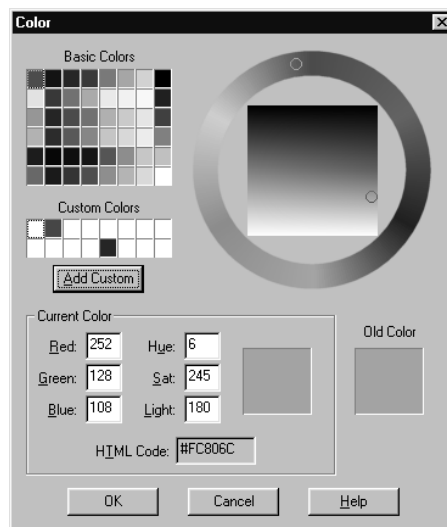 Color
Basic Colors
Custom Colors
Add Custom
Current Color
Red: 252 Hue: 6
Green: 128 Sat: 245
Blue: 108 Light: 180
HTML Code: #FC806C
Old Color
OK Cancel Help